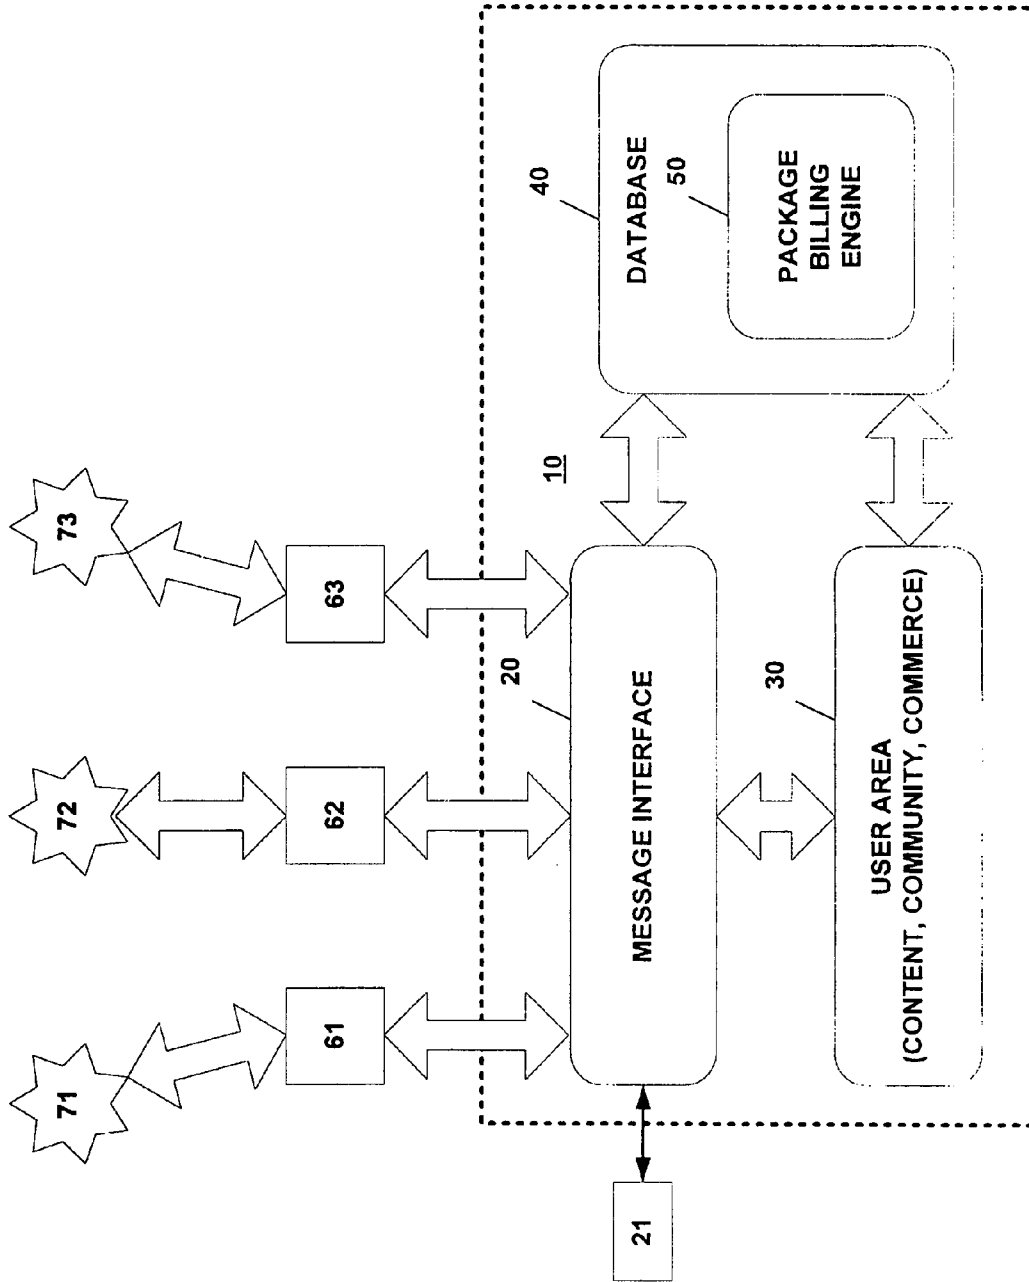 71
72
73
61
62
63
10
20
MESSAGE INTERFACE
21
30
USER AREA
(CONTENT, COMMUNITY, COMMERCE)
40
DATABASE
50
PACKAGE
BILLING
ENGINE